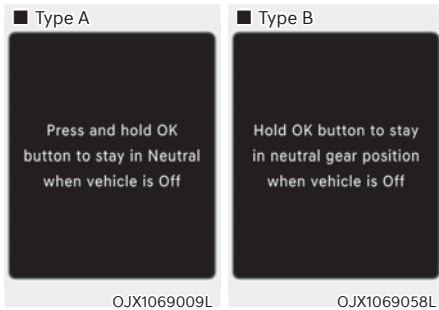 ■ Type A
Press and hold OK
button to stay in Neutral
when vehicle is Off
OJX1069009L
■ Type B
Hold OK button to stay
in neutral gear position
when vehicle is Off
OJX1069058L